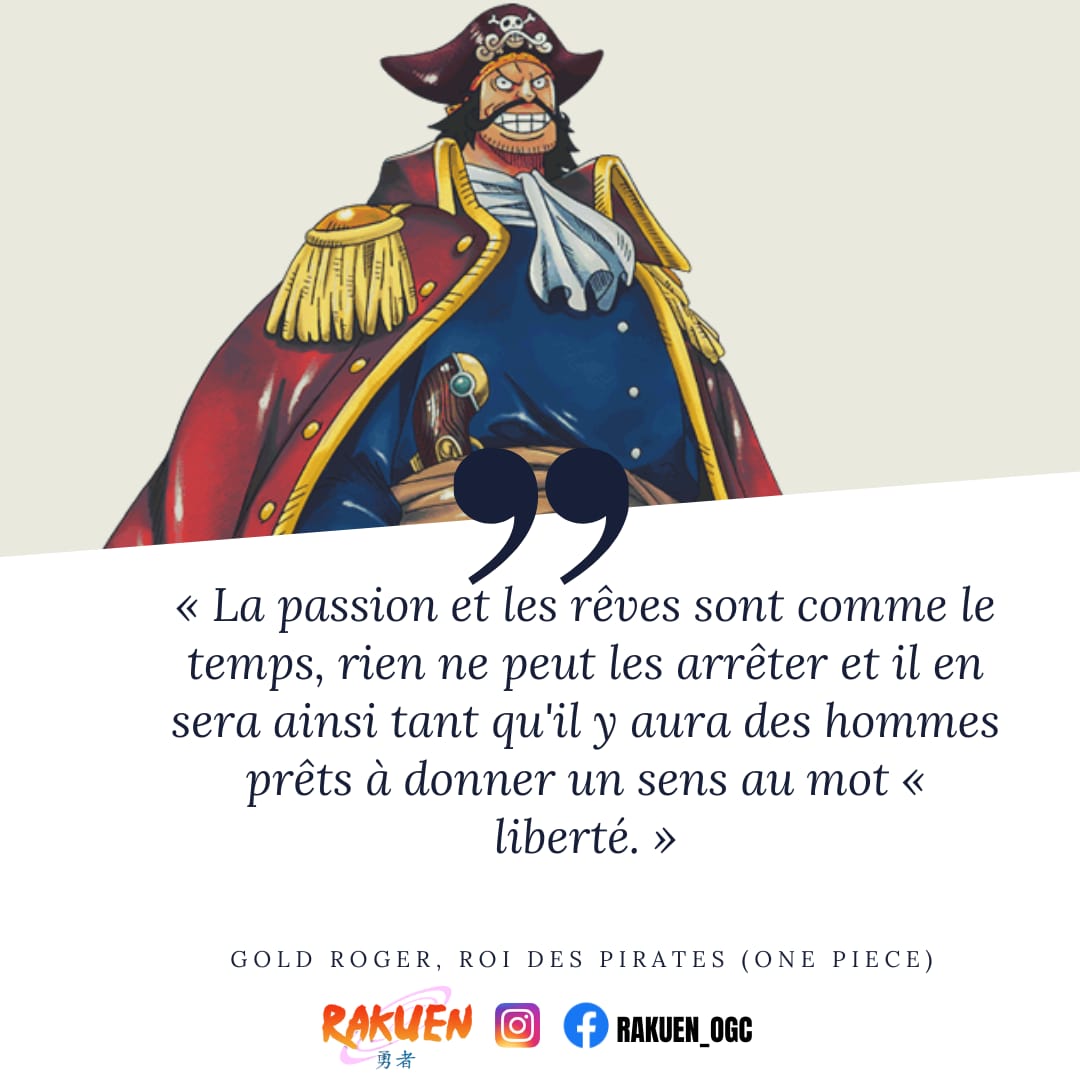 « La passion et les rêves sont comme le
temps, rien ne peut les arrêter et il en
sera ainsi tant qu'il y aura des hommes
prêts à donner un sens au mot «
liberté. »
GOLD ROGER, ROI DES PIRATES (ONE PIECE)
RAKUEN
勇者
RAKUEN_OGC